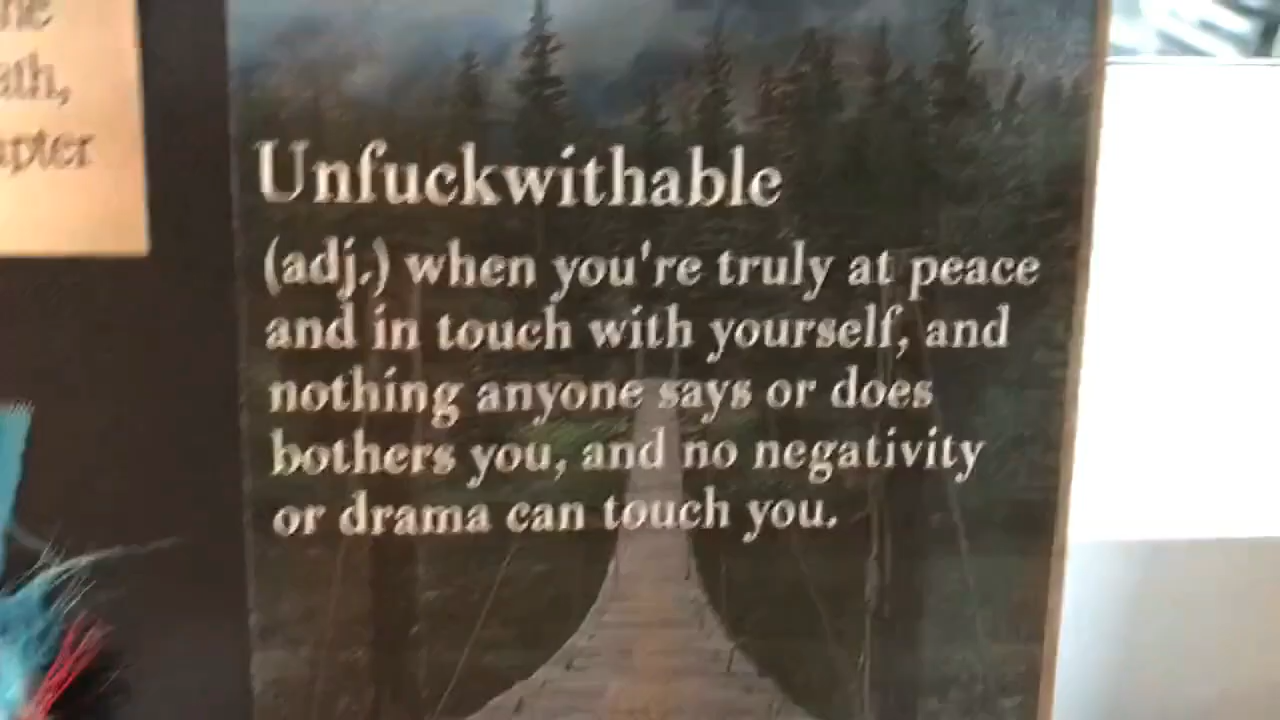 ath,
Unfuckwithable
(adj.) when you're truly at peace
and in touch with yourself, and
nothing anyone says or does
bothers you, and no negativity
or drama can touch you.